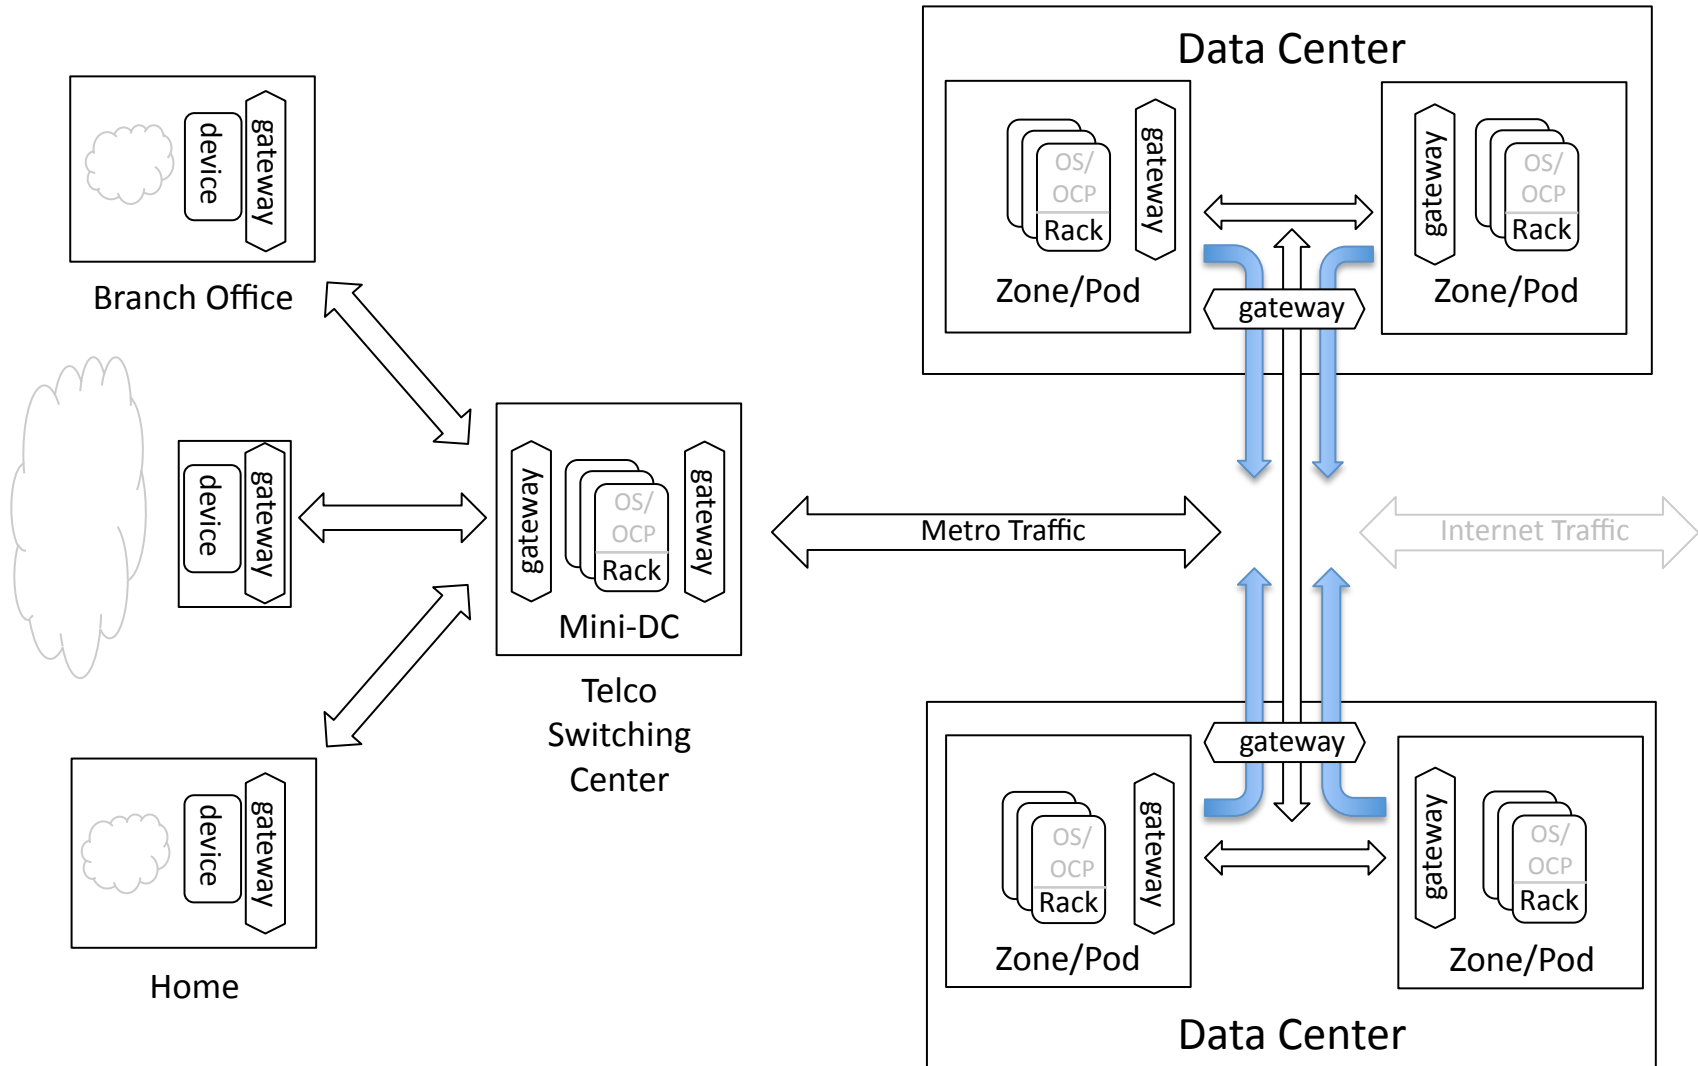 Data Center
gateway
device
OS/
OCP
Rack
gateway
gateway
OS/
OCP
Rack
Zone/Pod
Zone/Pod
gateway
Branch Office
device
gateway
gateway
OS/
OCP
Rack
gateway
Mini-DC
Metro Traffic
Internet Traffic
Telco
Switching
Center
device
gateway
Home
gateway
OS/
OCP
Rack
gateway
gateway
OS/
OCP
Rack
Zone/Pod
Zone/Pod
Data Center